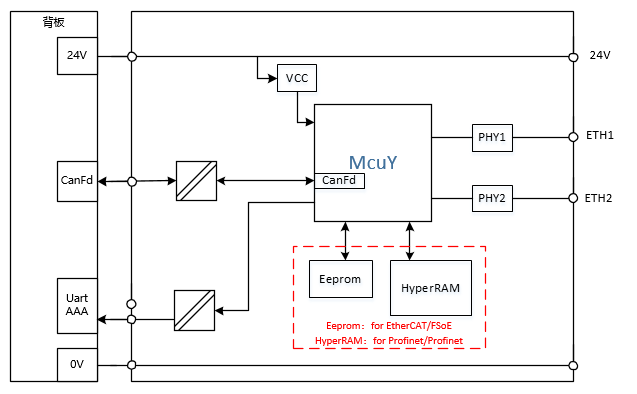 背板
24V
24V
VCC
McuY
PHY1
ETH1
CanFd
CanFd
PHY2
ETH2
Eeprom
HyperRAM
Uart
AAA
Eeprom：for EtherCAT/FSoE
HyperRAM：for Profinet/Profinet
0V